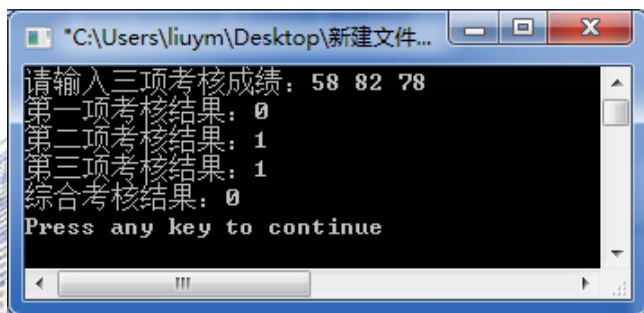 "C:\Users\liuym\Desktop\新建文件...
请输入三项考核成绩：58 82 78
第一项考核结果：0
第二项考核结果：1
第三项考核结果：1
综合考核结果：0
Press any key to continue